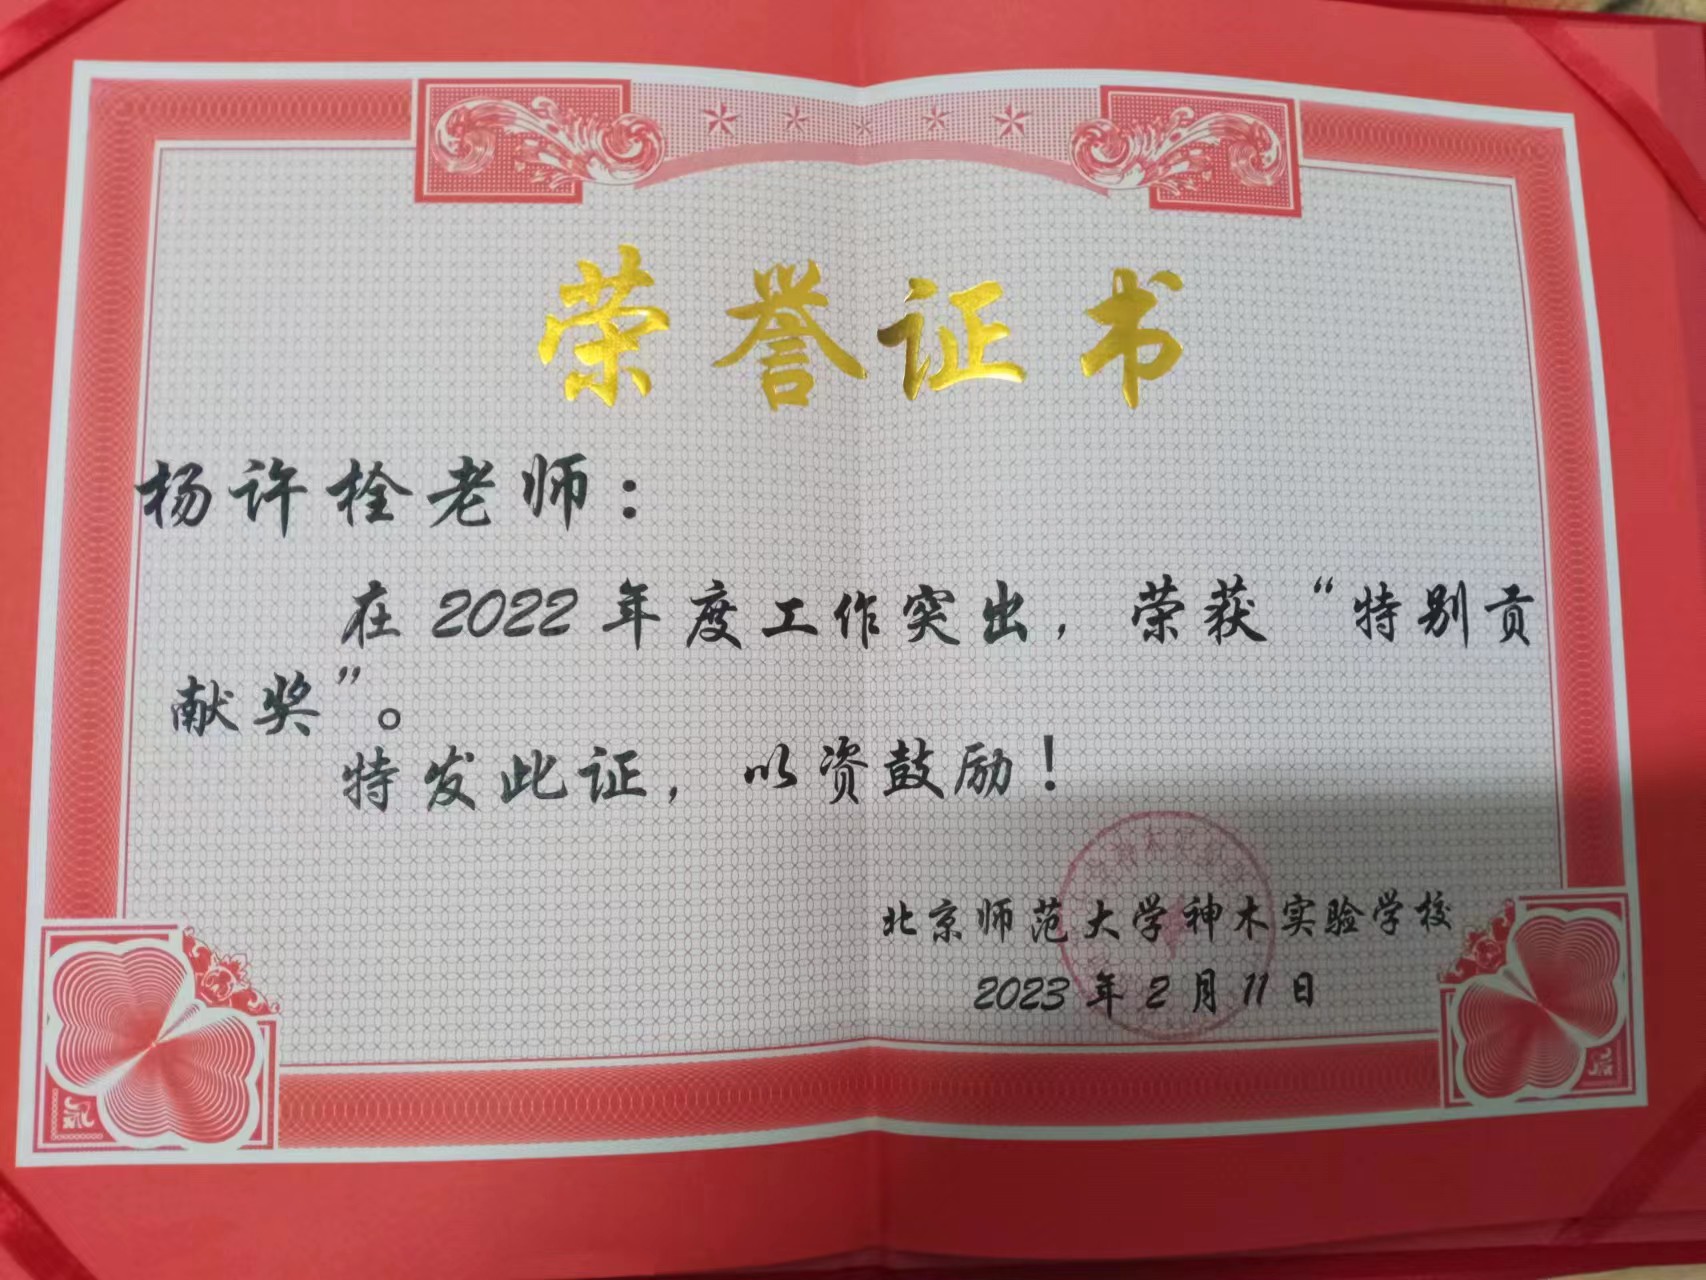 荣誉证书
杨许栓老师：
在2022年度工作突出，荣获“特别贡
献奖”。
特发此证，以资鼓励！
北京师范大学神木实验学校
2023年2月11日